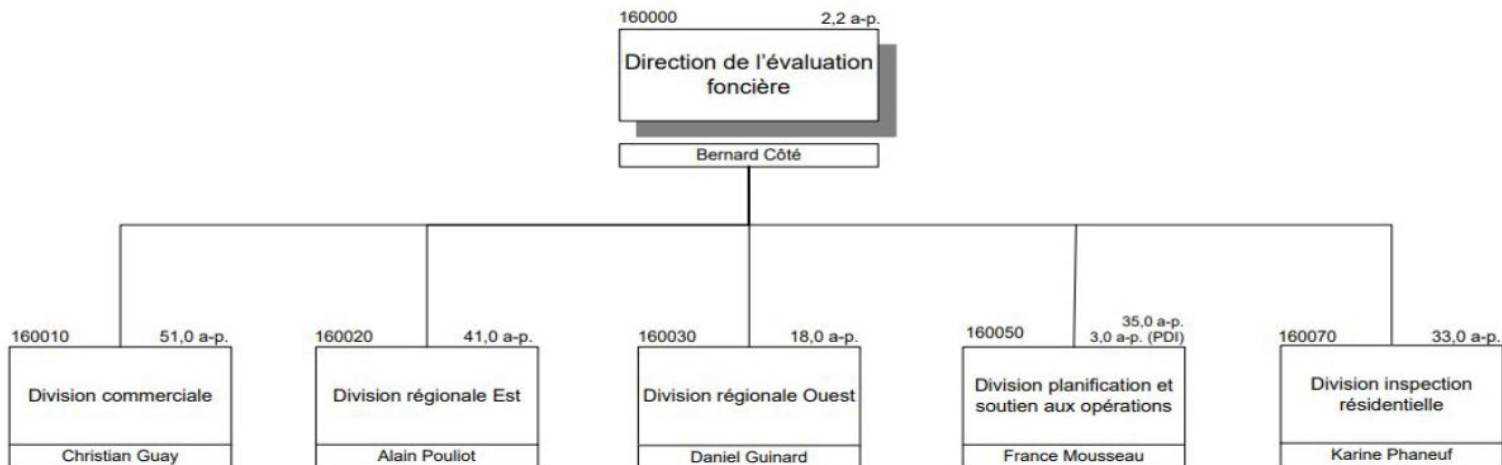 160000 2,2 a-p.
Direction de l'évaluation
foncière
Bernard Côté
160010 51,0 a-p.
Division commerciale
Christian Guay
160020 41,0 a-p.
Division régionale Est
Alain Pouliot
160030 18,0 a-p.
Division régionale Ouest
Daniel Guinard
35,0 a-p.
160050 3,0 a-p. (PDI)
Division planification et
soutien aux opérations
France Mousseau
160070 33,0 a-p.
Division inspection
résidentielle
Karine Phaneuf